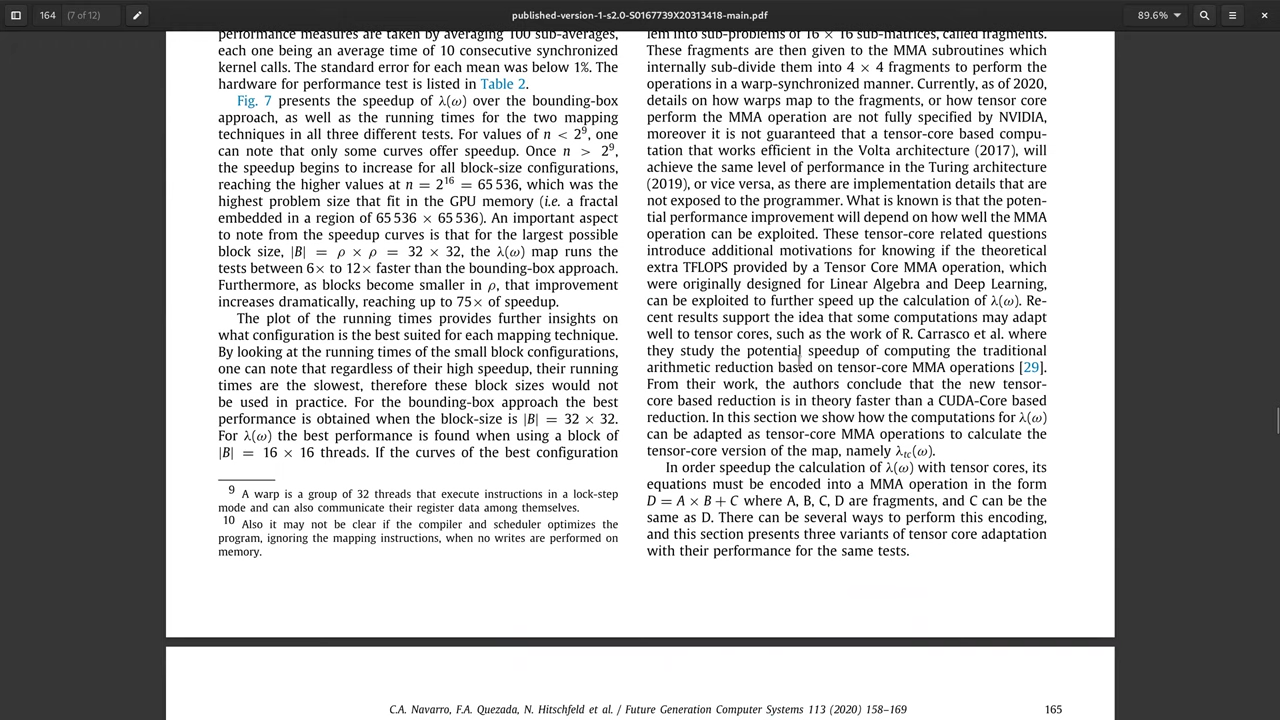 164 (7 of 12)
published-version-1-s2.0-S0167739X20313418-main.pdf
89.6%
performance measures are taken by averaging 100 sub-averages,
each one being an average time of 10 consecutive synchronized
kernel calls. The standard error for each mean was below 1%. The
hardware for performance test is listed in Table 2.
Fig. 7 presents the speedup of λ(ω) over the bounding-box
approach, as well as the running times for the two mapping
techniques in all three different tests. For values of n < 2⁹, one
can note that only some curves offer speedup. Once n > 2⁹,
the speedup begins to increase for all block-size configurations,
reaching the higher values at n = 2¹⁶ = 65 536, which was the
highest problem size that fit in the GPU memory (i.e. a fractal
embedded in a region of 65 536 × 65 536). An important aspect
to note from the speedup curves is that for the largest possible
block size, |B| = ρ × ρ = 32 × 32, the λ(ω) map runs the
tests between 6× to 12× faster than the bounding-box approach.
Furthermore, as blocks become smaller in ρ, that improvement
increases dramatically, reaching up to 75× of speedup.
The plot of the running times provides further insights on
what configuration is the best suited for each mapping technique.
By looking at the running times of the small block configurations,
one can note that regardless of their high speedup, their running
times are the slowest, therefore these block sizes would not
be used in practice. For the bounding-box approach the best
performance is obtained when the block-size is |B| = 32 × 32.
For λ(ω) the best performance is found when using a block of
|B| = 16 × 16 threads. If the curves of the best configuration
⁹ A warp is a group of 32 threads that execute instructions in a lock-step
mode and can also communicate their register data among themselves.
¹⁰ Also it may not be clear if the compiler and scheduler optimizes the
program, ignoring the mapping instructions, when no writes are performed on
memory.
lem into sub-problems of 16 × 16 sub-matrices, called fragments.
These fragments are then given to the MMA subroutines which
internally sub-divide them into 4 × 4 fragments to perform the
operations in a warp-synchronized manner. Currently, as of 2020,
details on how warps map to the fragments, or how tensor core
perform the MMA operation are not fully specified by NVIDIA,
moreover it is not guaranteed that a tensor-core based compu-
tation that works efficient in the Volta architecture (2017), will
achieve the same level of performance in the Turing architecture
(2019), or vice versa, as there are implementation details that are
not exposed to the programmer. What is known is that the poten-
tial performance improvement will depend on how well the MMA
operation can be exploited. These tensor-core related questions
introduce additional motivations for knowing if the theoretical
extra TFLOPS provided by a Tensor Core MMA operation, which
were originally designed for Linear Algebra and Deep Learning,
can be exploited to further speed up the calculation of λ(ω). Re-
cent results support the idea that some computations may adapt
well to tensor cores, such as the work of R. Carrasco et al. where
they study the potential speedup of computing the traditional
arithmetic reduction based on tensor-core MMA operations [29].
From their work, the authors conclude that the new tensor-
core based reduction is in theory faster than a CUDA-Core based
reduction. In this section we show how the computations for λ(ω)
can be adapted as tensor-core MMA operations to calculate the
tensor-core version of the map, namely λtc(ω).
In order speedup the calculation of λ(ω) with tensor cores, its
equations must be encoded into a MMA operation in the form
D = A × B + C where A, B, C, D are fragments, and C can be the
same as D. There can be several ways to perform this encoding,
and this section presents three variants of tensor core adaptation
with their performance for the same tests.
C.A. Navarro, F.A. Quezada, N. Hitschfeld et al. / Future Generation Computer Systems 113 (2020) 158–169
165